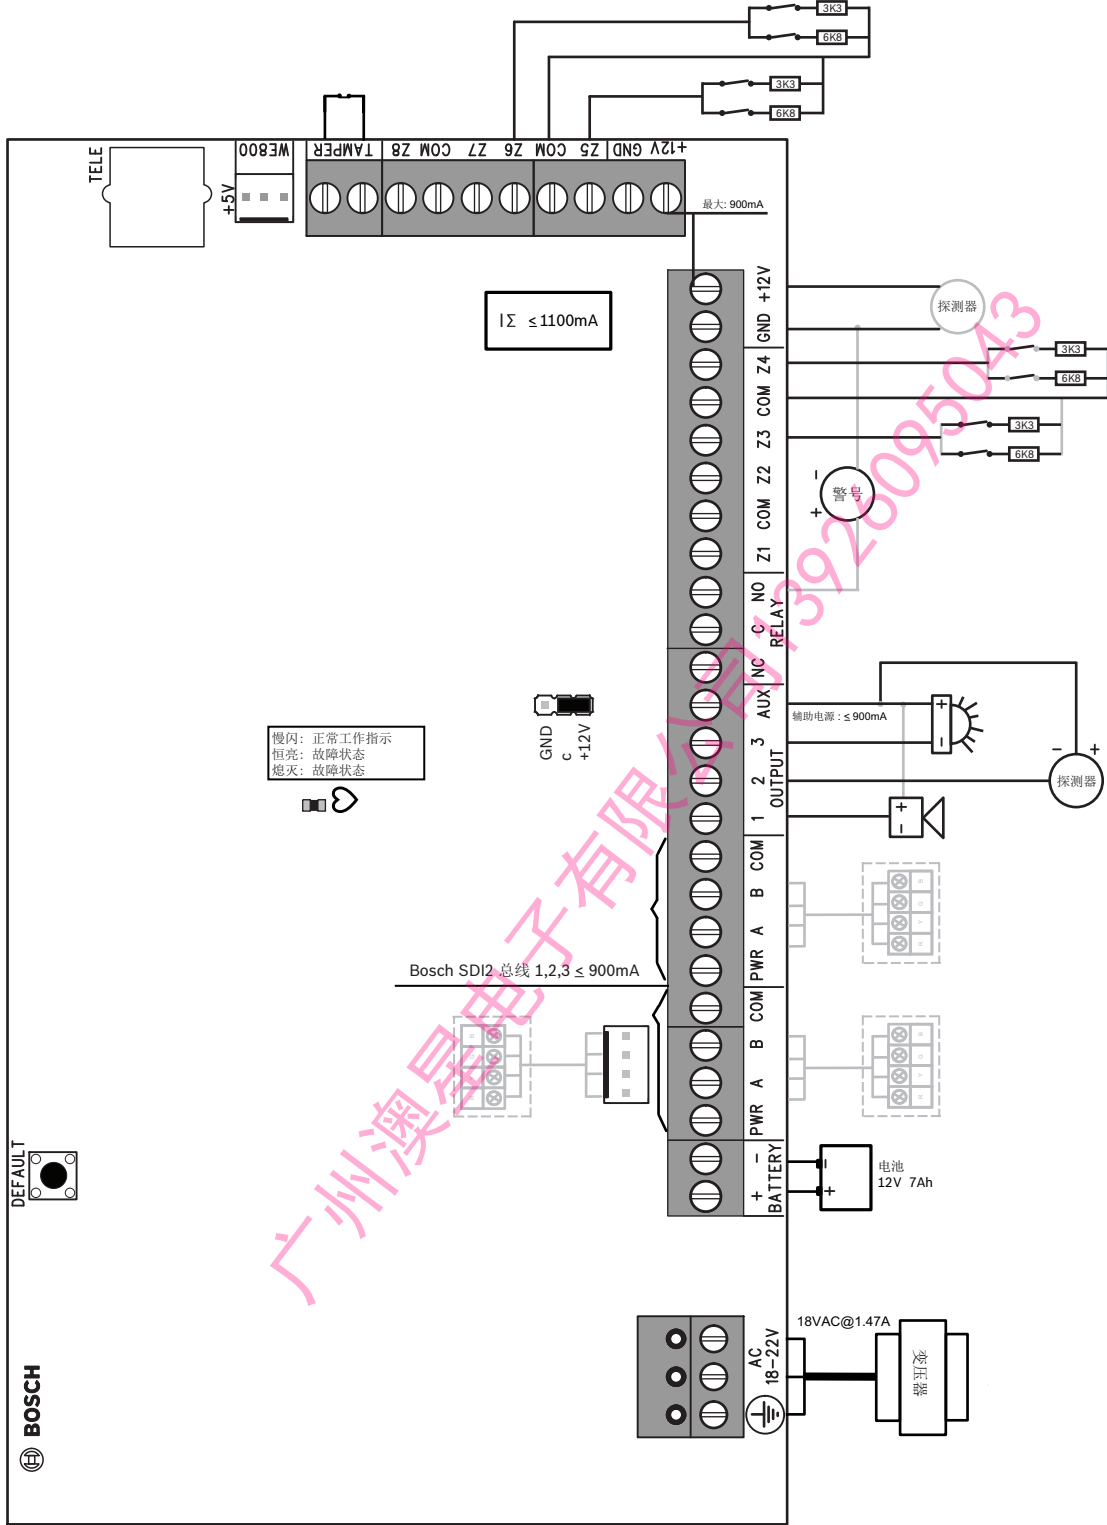 3K3
6K8
3K3
6K8
TELE
WE800
TAMPER
Z8 COM Z7 Z6 COM Z5 GND +12V
+5V
最大: 900mA
I Σ ≤1100mA
GND +12V
Z1 COM Z2 Z3 COM Z4
NC C NO
RELAY
探测器
3K3
6K8
3K3
6K8
- +
警号
1 2 3 AUX
OUTPUT
辅助电源 : ≤ 900mA
+ -
- +
探测器
+ -
慢闪: 正常工作指示
恒亮: 故障状态
熄灭: 故障状态
GND
c
+12V
PWR A B COM
Bosch SDI2 总线 1,2,3 ≤ 900mA
PWR A B COM
R Y G B
R Y G B
+ -
BATTERY
- +
电池
12V 7Ah
DEFAULT
AC
18-22V
18VAC@1.47A
变压器
BOSCH
广州澳星电子有限公司13926095043